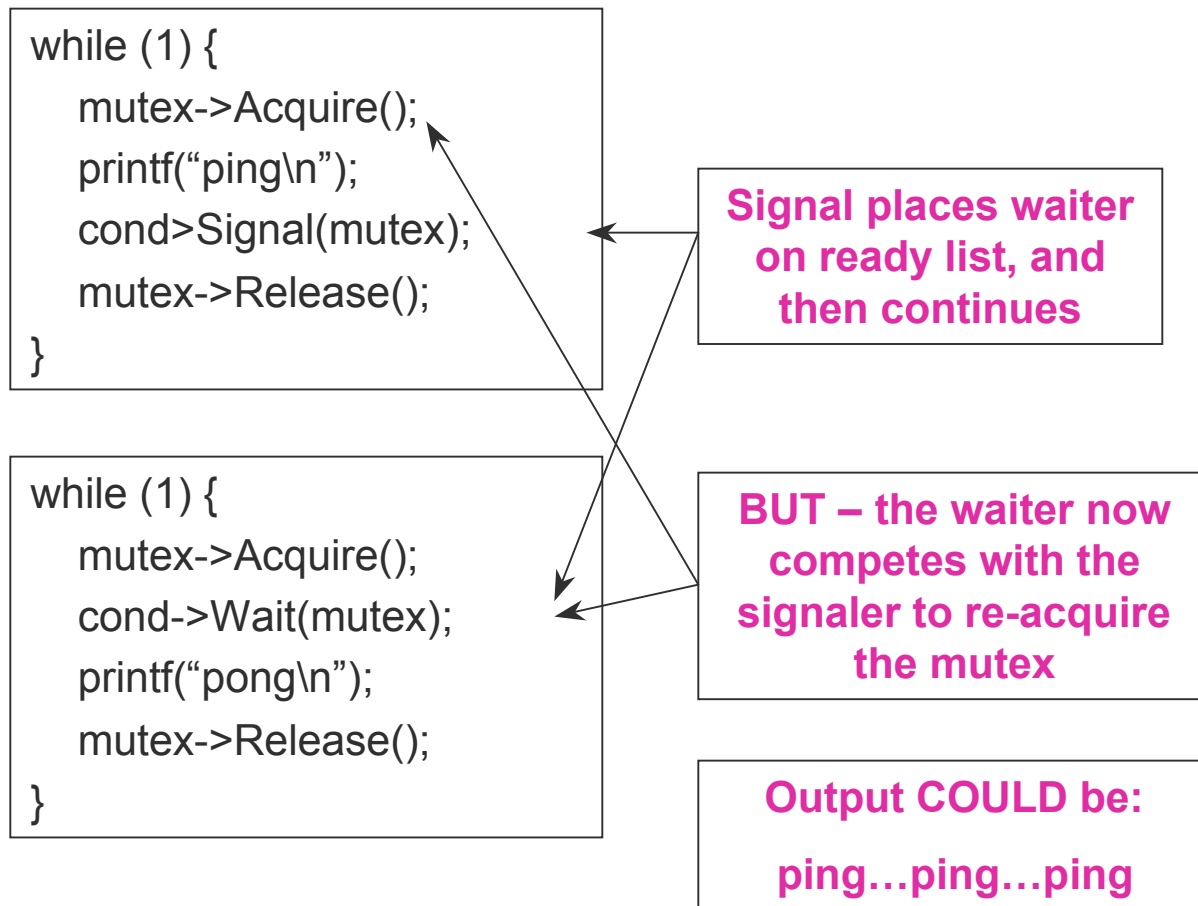 while (1) {
mutex->Acquire();
printf(“ping\n”);
cond>Signal(mutex);
mutex->Release();
}
Signal places waiter
on ready list, and
then continues
while (1) {
mutex->Acquire();
cond->Wait(mutex);
printf(“pong\n”);
mutex->Release();
}
BUT – the waiter now
competes with the
signaler to re-acquire
the mutex
Output COULD be:
ping…ping…ping